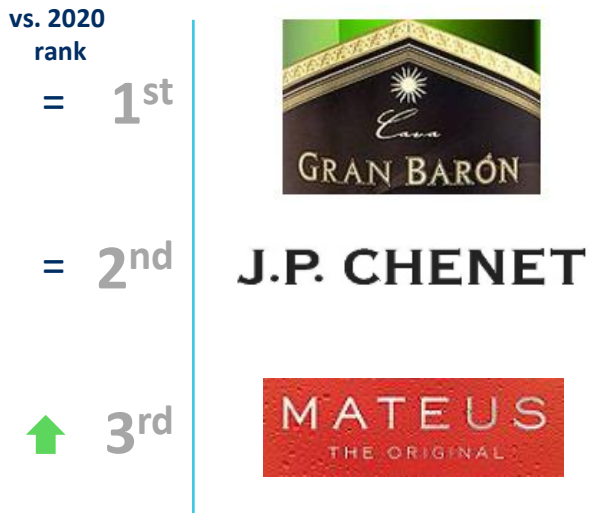 vs. 2020
rank
= 1st
Cava
GRAN BARÓN
= 2nd
J.P. CHENET
3rd
MATEUS
THE ORIGINAL